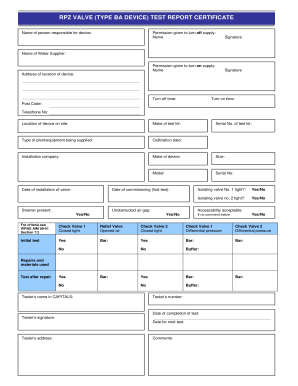 RPZ VALVE (TYPE BA DEVICE) TEST REPORT CERTIFICATE
Name of person responsible for device:
Permission given to turn off supply:
Name Signature
Name of Water Supplier:
Permission given to turn on supply:
Name Signature
Address of location of device:
Post Code:
Telephone No:
Turn off time: Turn on time:
Location of device on site:
Make of test kit:
Serial No. of test kit:
Type of plant/equipment being supplied:
Calibration date:
Installation company:
Make of device:
Size:
Model:
Serial No:
Date of installation of valve:
Date of commissioning (first test):
Isolating valve No. 1 tight?: Yes/No
Isolating valve no. 2 tight?: Yes/No
Strainer present:
Yes/No
Unobstructed air gap:
Yes/No
Accessibility acceptable:
If no comment below Yes/No
For criteria see
WRAS AIM 08-01
Section 7.2
Check Valve 1
Closed tight
Relief Valve
Opened at:
Check Valve 2
Closed tight
Check Valve 1
Differential pressure
Check Valve 2
Differential pressure
Initial test
Yes
No
Bar:
Yes
No
Bar:
Buffer:
Bar:
Repairs and
materials used
Test after repair
Yes
No
Bar:
Yes
No
Bar:
Buffer:
Bar:
Tester's name in CAPITALS:
Tester's number:
Tester's signature:
Date of completion of test:
Date for next test:
Tester's address:
Comments: